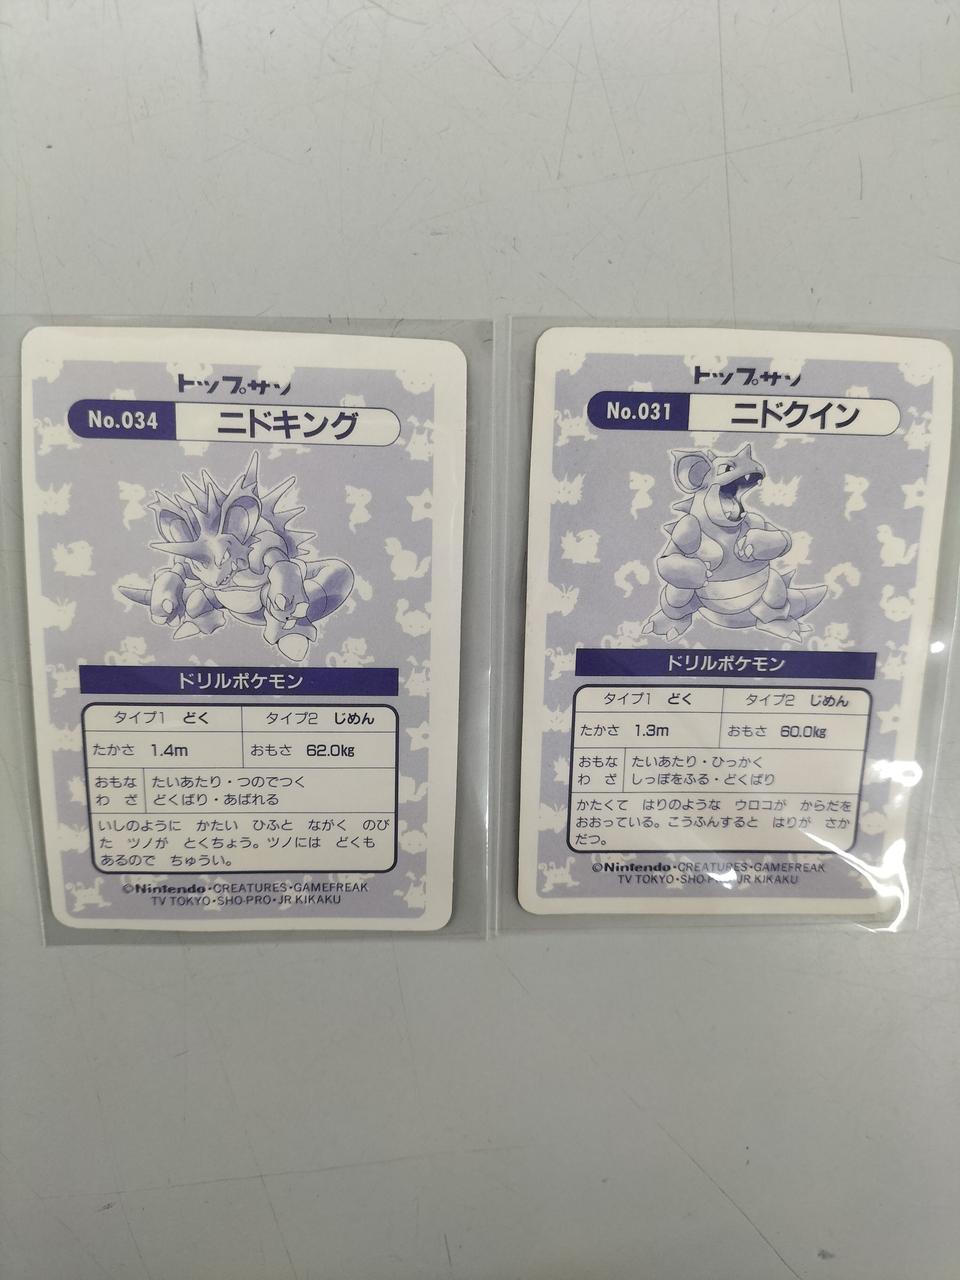 トップサン
No.034 ニドキング
ドリルポケモン
タイプ1 どく タイプ2 じめん
たかさ 1.4m おもさ 62.0kg
おもな たいあたり・つのでつく
わ ざ どくばり・あばれる
いしのように かたい ひふと ながく のび
た ツノが とくちょう。ツノには どくも
あるので ちゅうい。
©Nintendo・CREATURES・GAMEFREAK
TV TOKYO・SHO-PRO・JR KIKAKU
トップサン
No.031 ニドクイン
ドリルポケモン
タイプ1 どく タイプ2 じめん
たかさ 1.3m おもさ 60.0kg
おもな たいあたり・ひっかく
わ ざ しっぽをふる・どくばり
かたくて はりのような ウロコが からだを
おおっている。こうふんすると はりが さか
だつ。
©Nintendo・CREATURES・GAMEFREAK
TV TOKYO・SHO-PRO・JR KIKAKU